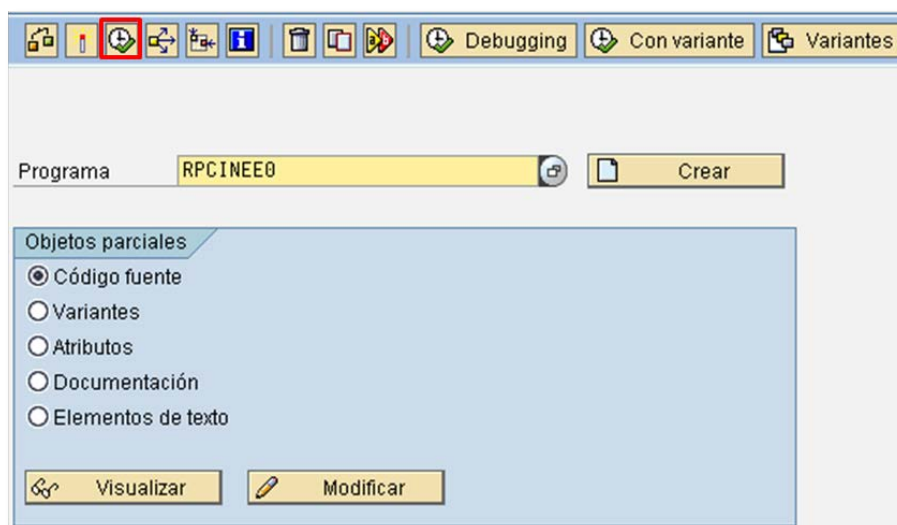 Debugging Con variante Variantes
Programa RPCINEE0 Crear
Objetos parciales
Código fuente
Variantes
Atributos
Documentación
Elementos de texto
Visualizar Modificar